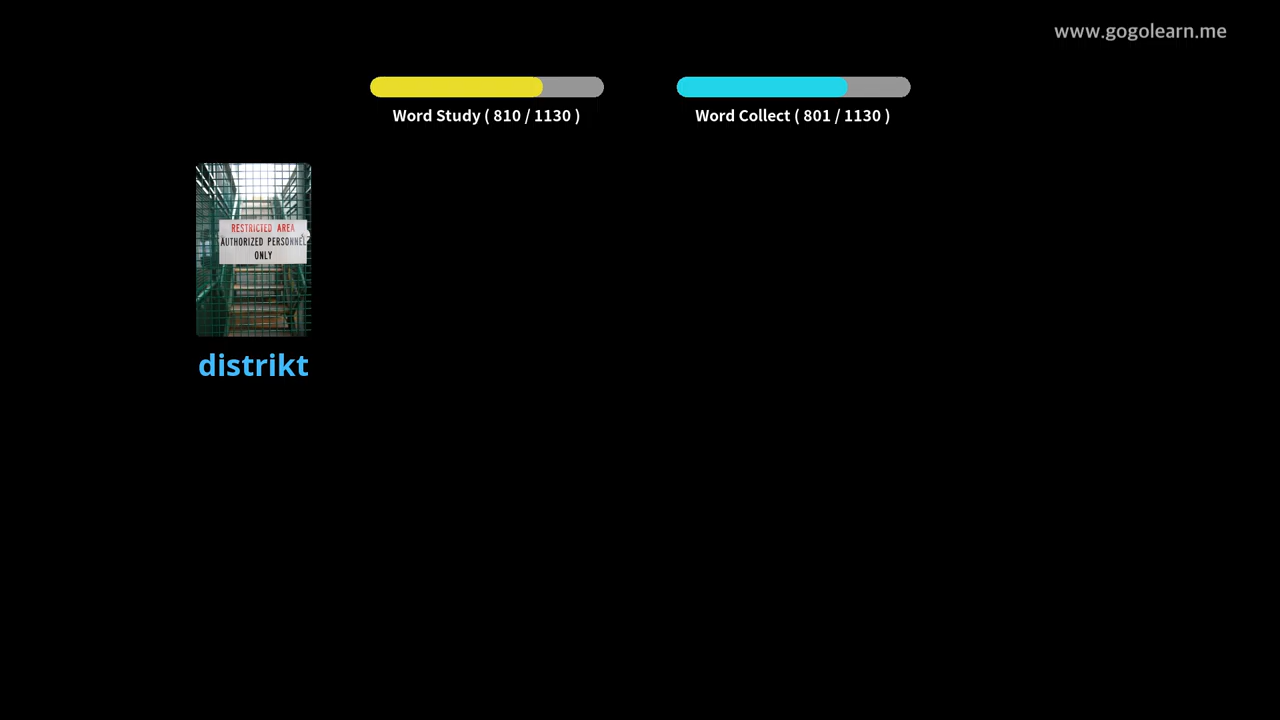 www.gogolearn.me
Word Study ( 810 / 1130 )
Word Collect ( 801 / 1130 )
RESTRICTED AREA
AUTHORIZED PERSONNEL
ONLY
distrikt